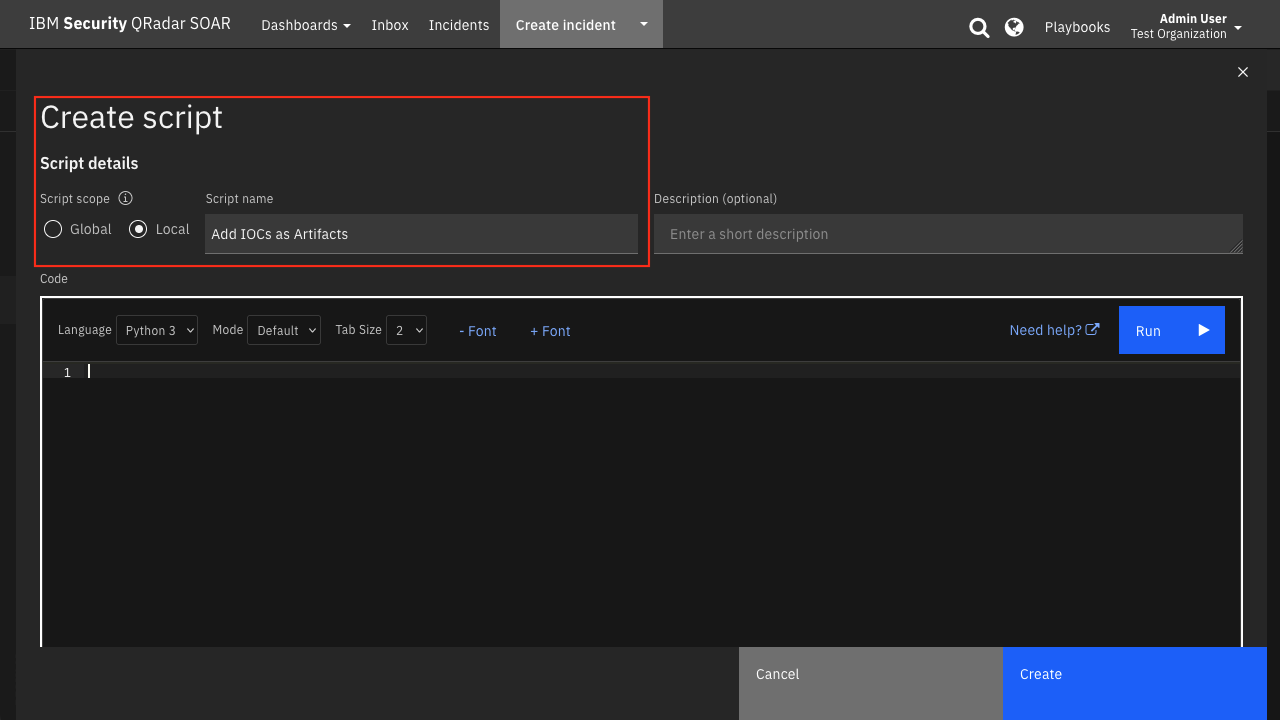 IBM Security QRadar SOAR
Dashboards
Inbox
Incidents
Create incident
Playbooks
Admin User
Test Organization
Create script
Script details
Script scope
Script name
Description (optional)
Global
Local
Add IOCs as Artifacts
Enter a short description
Code
Language
Python 3
Mode
Default
Tab Size
2
- Font
+ Font
Need help?
Run
1
Cancel
Create